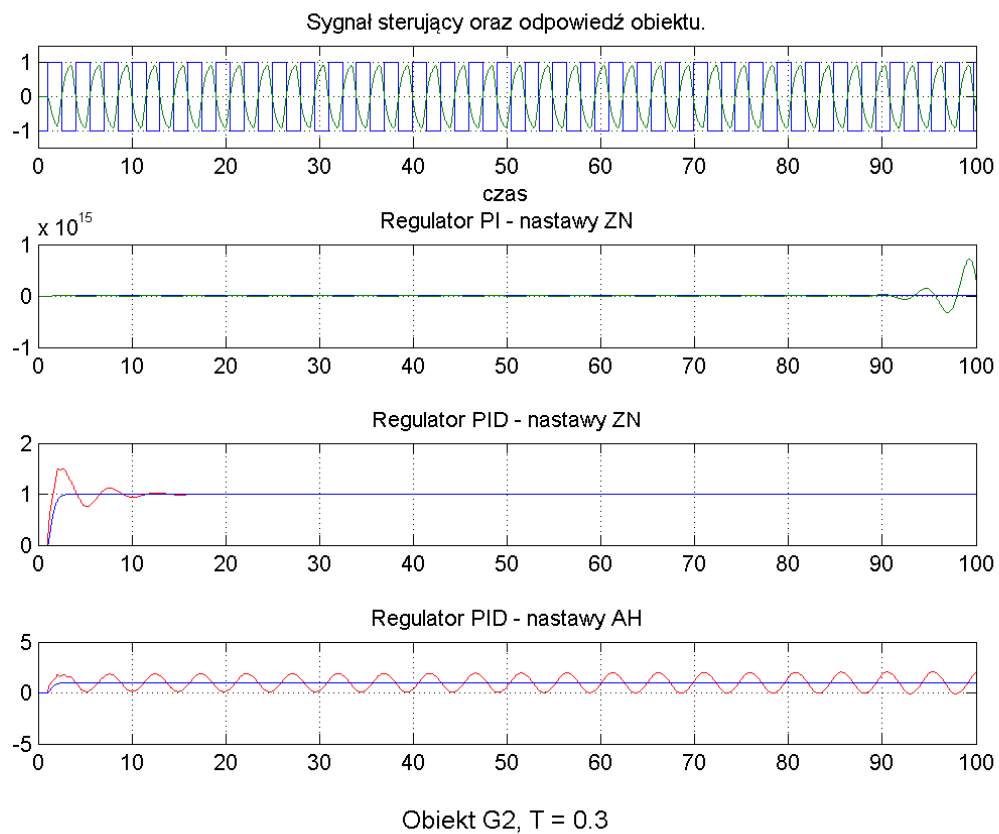 Sygnał sterujący oraz odpowiedź obiektu.
1
0
-1
0 10 20 30 40 50 60 70 80 90 100
czas
x 10^15
Regulator PI - nastawy ZN
1
0
-1
0 10 20 30 40 50 60 70 80 90 100
Regulator PID - nastawy ZN
2
1
0
0 10 20 30 40 50 60 70 80 90 100
Regulator PID - nastawy AH
5
0
-5
0 10 20 30 40 50 60 70 80 90 100
Obiekt G2, T = 0.3